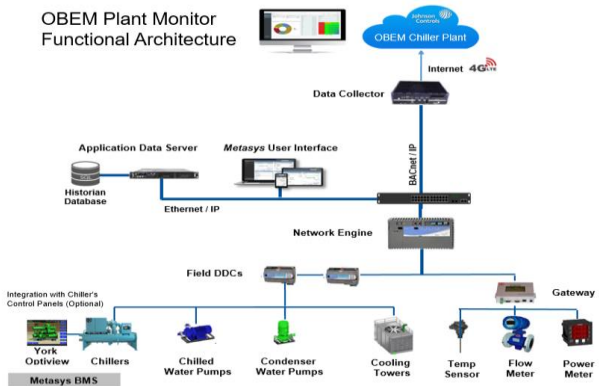 OBEM Plant Monitor
Functional Architecture
Johnson
Controls
OBEM Chiller Plant
Internet 4G LTE
Data Collector
Application Data Server
Metasys User Interface
BACnet / IP
Historian
Database
Ethernet / IP
Network Engine
Field DDCs
Gateway
Integration with Chiller's
Control Panels (Optional)
York
Optiview
Chillers
Chilled
Water Pumps
Condenser
Water Pumps
Cooling
Towers
Temp
Sensor
Flow
Meter
Power
Meter
Metasys BMS